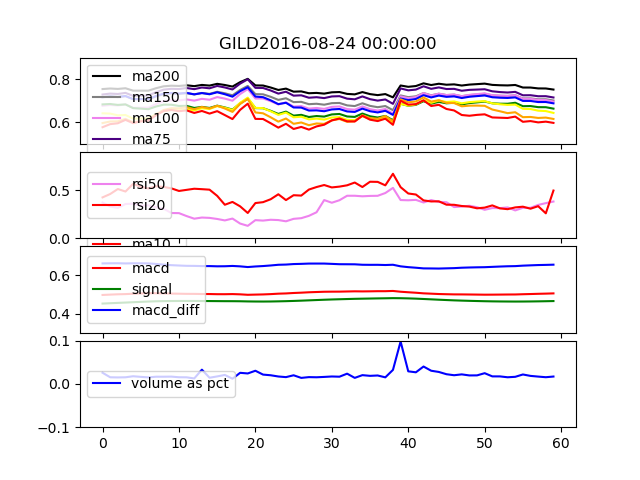 GILD2016-08-24 00:00:00
0.8
0.6
ma200
ma150
ma100
ma75
0.5
0.0
rsi50
rsi20
ma10
0.6
0.4
macd
signal
macd_diff
0.1
0.0
−0.1
volume as pct
0 10 20 30 40 50 60